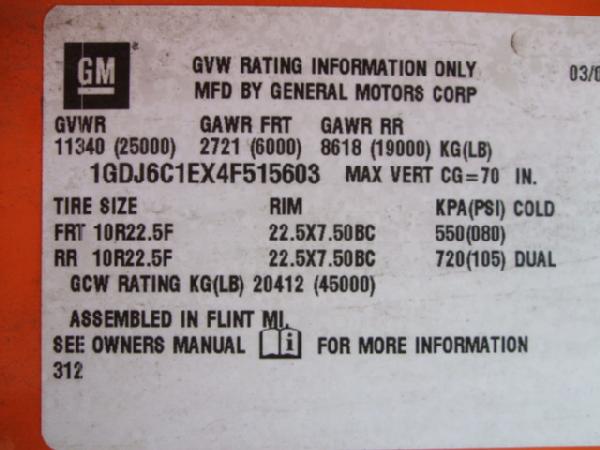 GM
GVW RATING INFORMATION ONLY
MFD BY GENERAL MOTORS CORP
03/0
GVWR GAWR FRT GAWR RR
11340 (25000) 2721 (6000) 8618 (19000) KG(LB)
1GDJ6C1EX4F515603 MAX VERT CG=70 IN.
TIRE SIZE RIM KPA(PSI) COLD
FRT 10R22.5F 22.5X7.50BC 550(080)
RR 10R22.5F 22.5X7.50BC 720(105) DUAL
GCW RATING KG(LB) 20412 (45000)
ASSEMBLED IN FLINT MI.
SEE OWNERS MANUAL i FOR MORE INFORMATION
312